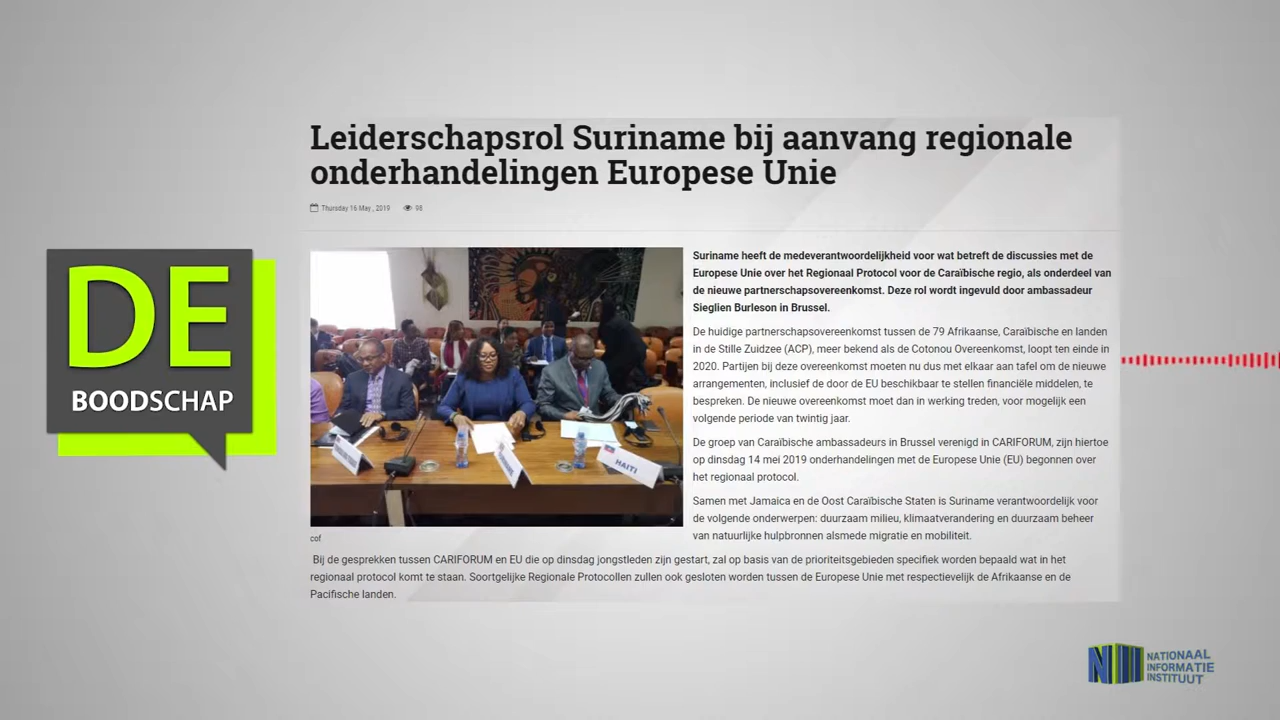 Leiderschapsrol Suriname bij aanvang regionale
onderhandelingen Europese Unie
Thursday 16 May , 2019 98
DE
BOODSCHAP
Suriname heeft de medeverantwoordelijkheid voor wat betreft de discussies met de
Europese Unie over het Regionaal Protocol voor de Caraïbische regio, als onderdeel van
de nieuwe partnerschapsovereenkomst. Deze rol wordt ingevuld door ambassadeur
Sieglien Burleson in Brussel.
De huidige partnerschapsovereenkomst tussen de 79 Afrikaanse, Caraïbische en landen
in de Stille Zuidzee (ACP), meer bekend als de Cotonou Overeenkomst, loopt ten einde in
2020. Partijen bij deze overeenkomst moeten nu dus met elkaar aan tafel om de nieuwe
arrangementen, inclusief de door de EU beschikbaar te stellen financiële middelen, te
bespreken. De nieuwe overeenkomst moet dan in werking treden, voor mogelijk een
volgende periode van twintig jaar.
De groep van Caraïbische ambassadeurs in Brussel verenigd in CARIFORUM, zijn hiertoe
op dinsdag 14 mei 2019 onderhandelingen met de Europese Unie (EU) begonnen over
het regionaal protocol.
Samen met Jamaica en de Oost Caraïbische Staten is Suriname verantwoordelijk voor
de volgende onderwerpen: duurzaam milieu, klimaatverandering en duurzaam beheer
van natuurlijke hulpbronnen alsmede migratie en mobiliteit.
HAITI
cof
Bij de gesprekken tussen CARIFORUM en EU die op dinsdag jongstleden zijn gestart, zal op basis van de prioriteitsgebieden specifiek worden bepaald wat in het
regionaal protocol komt te staan. Soortgelijke Regionale Protocollen zullen ook gesloten worden tussen de Europese Unie met respectievelijk de Afrikaanse en de
Pacifische landen.
NII
NATIONAAL
INFORMATIE
INSTITUUT